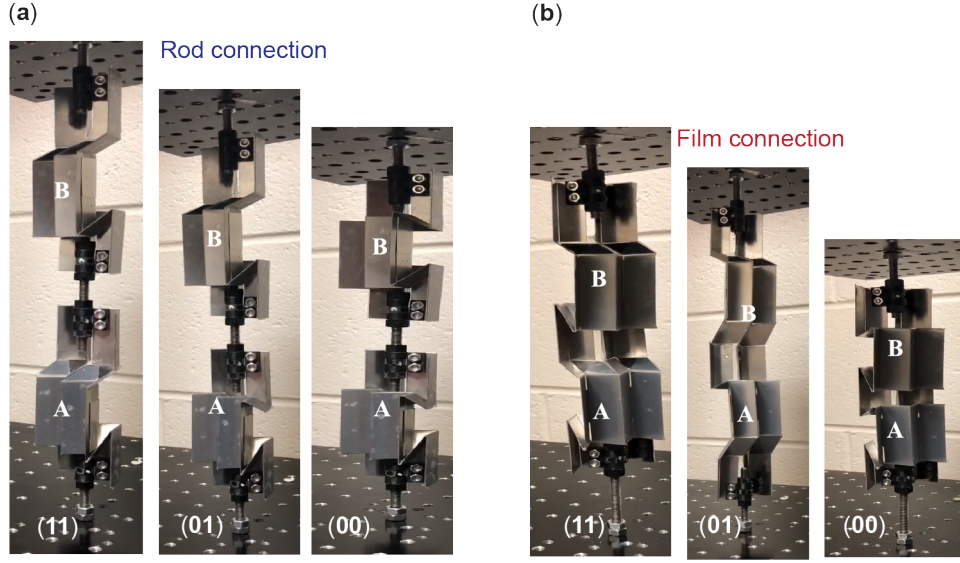 (a)
Rod connection
B
A
(11)
B
A
(01)
B
A
(00)
(b)
Film connection
B
A
(11)
B
A
(01)
B
A
(00)